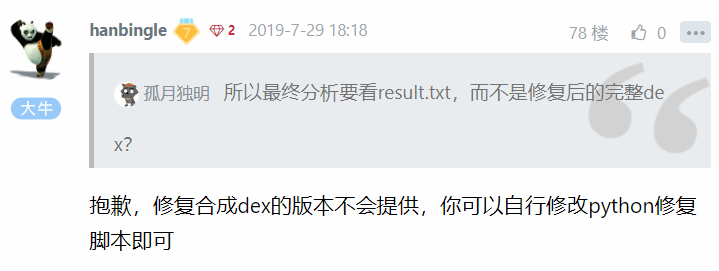 hanbingle 7 2 2019-7-29 18:18 78 楼 0
大牛
孤月独明 所以最终分析要看result.txt，而不是修复后的完整de
x？
抱歉，修复合成dex的版本不会提供，你可以自行修改python修复
脚本即可